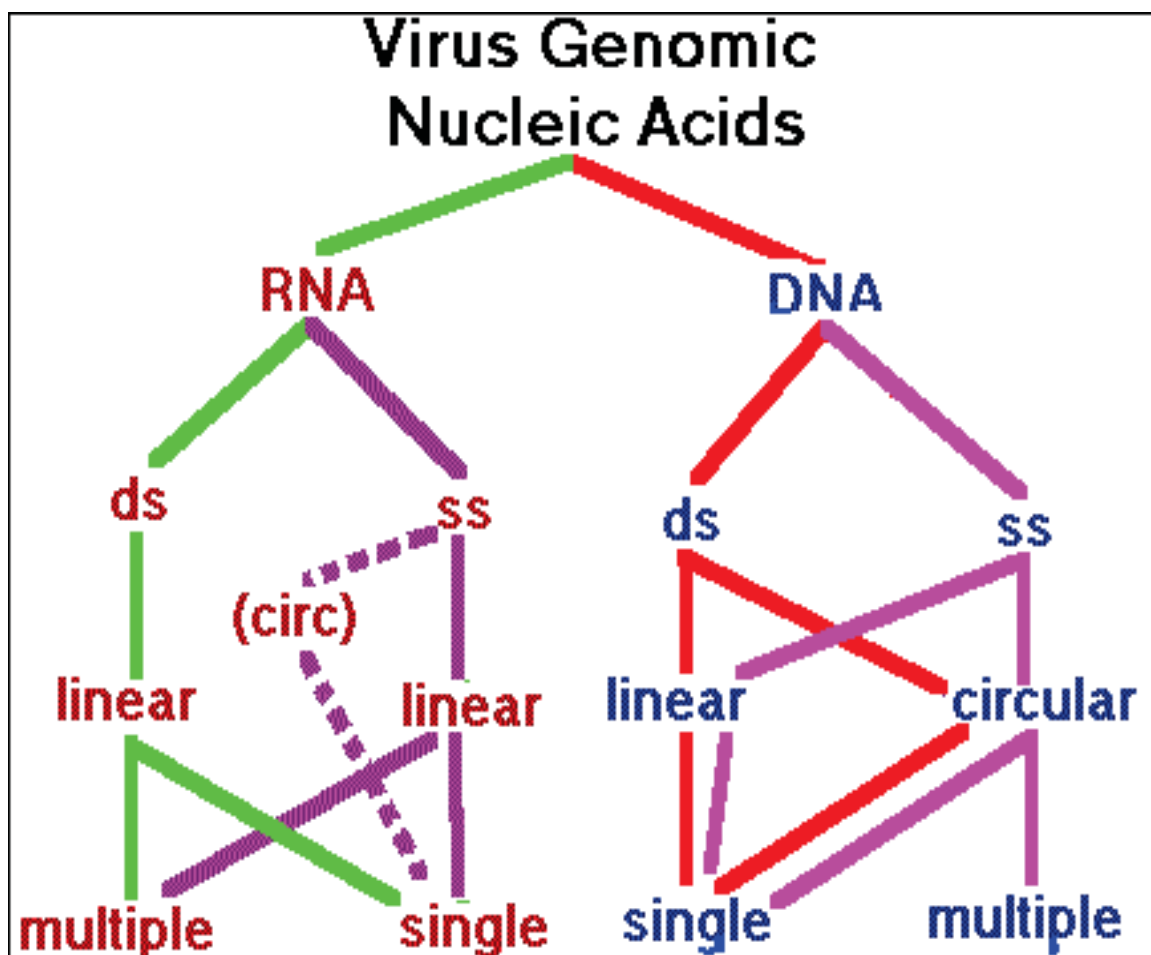 Virus Genomic
Nucleic Acids
RNA DNA
ds ss ds ss
(circ)
linear linear linear circular
multiple single single multiple